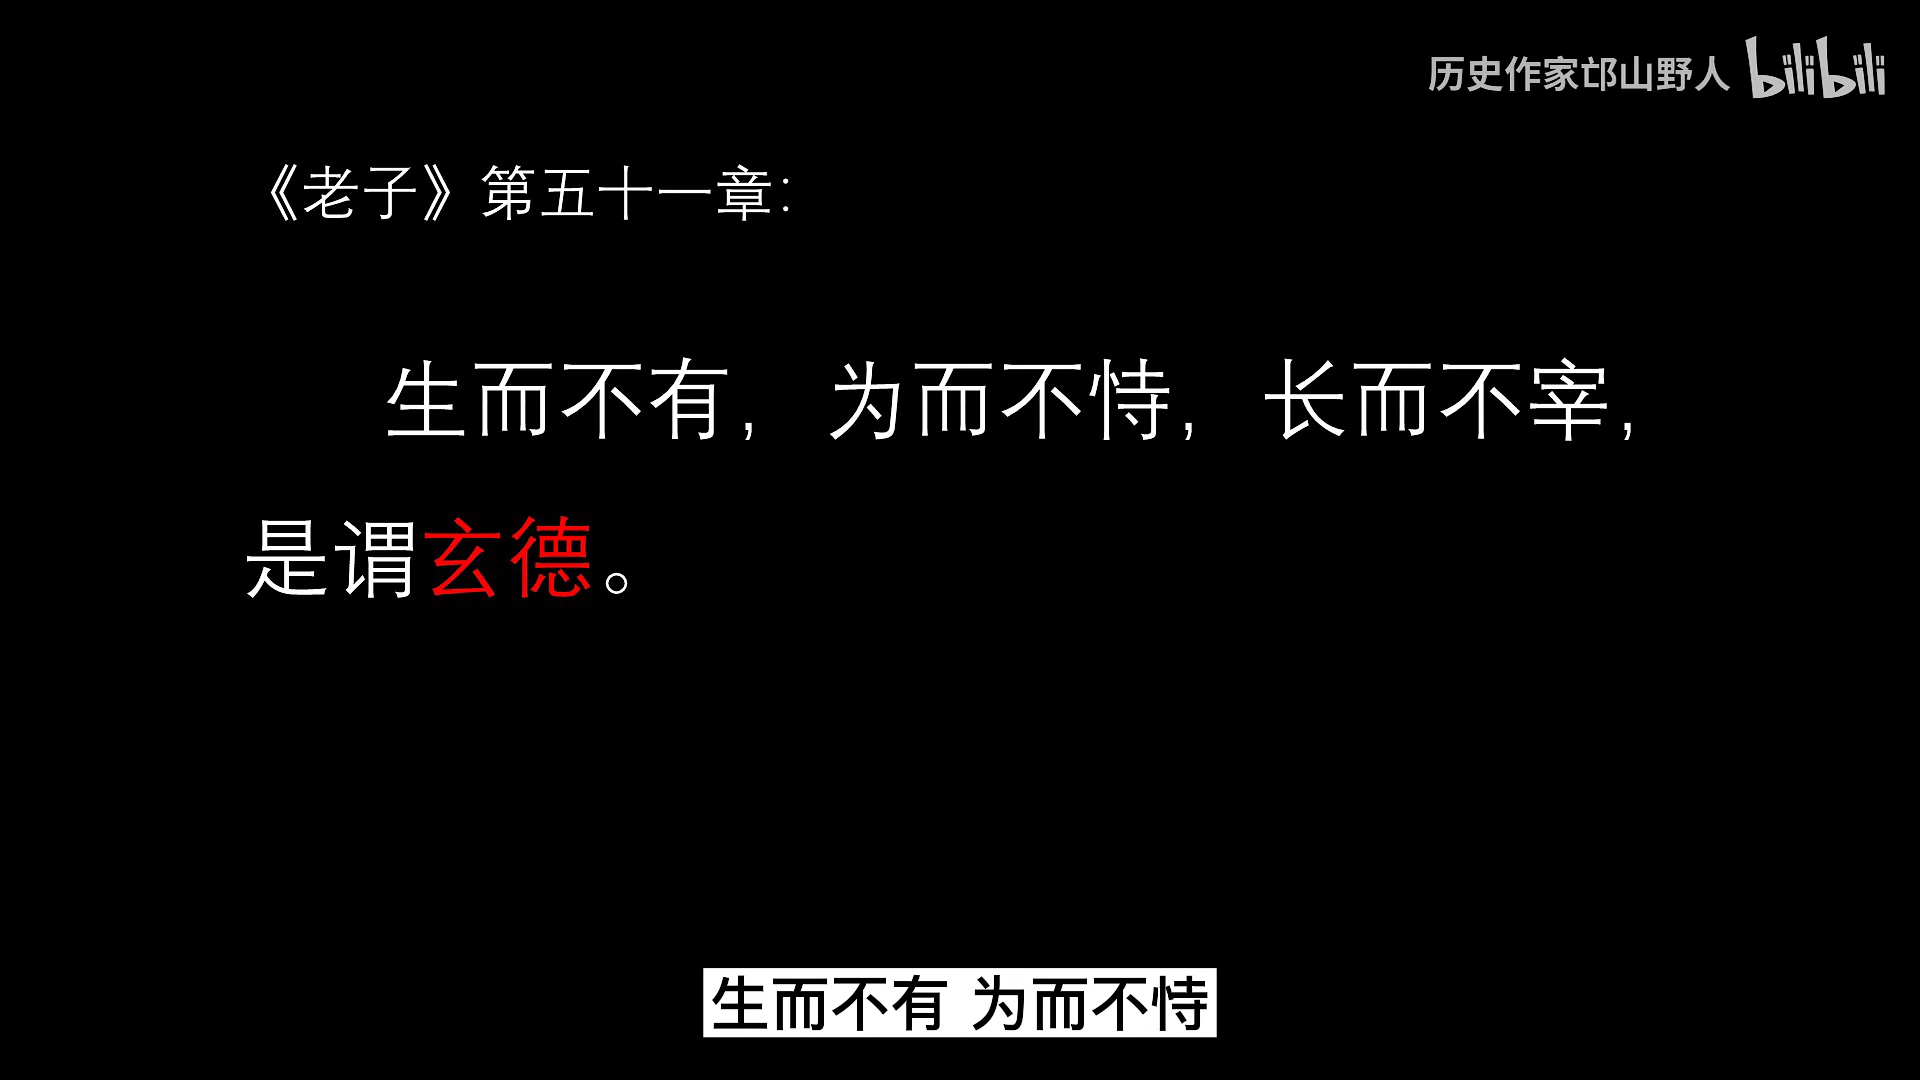 历史作家邙山野人 bilibili
《老子》第五十一章：
生而不有，为而不恃，长而不宰，
是谓玄德。
生而不有 为而不恃